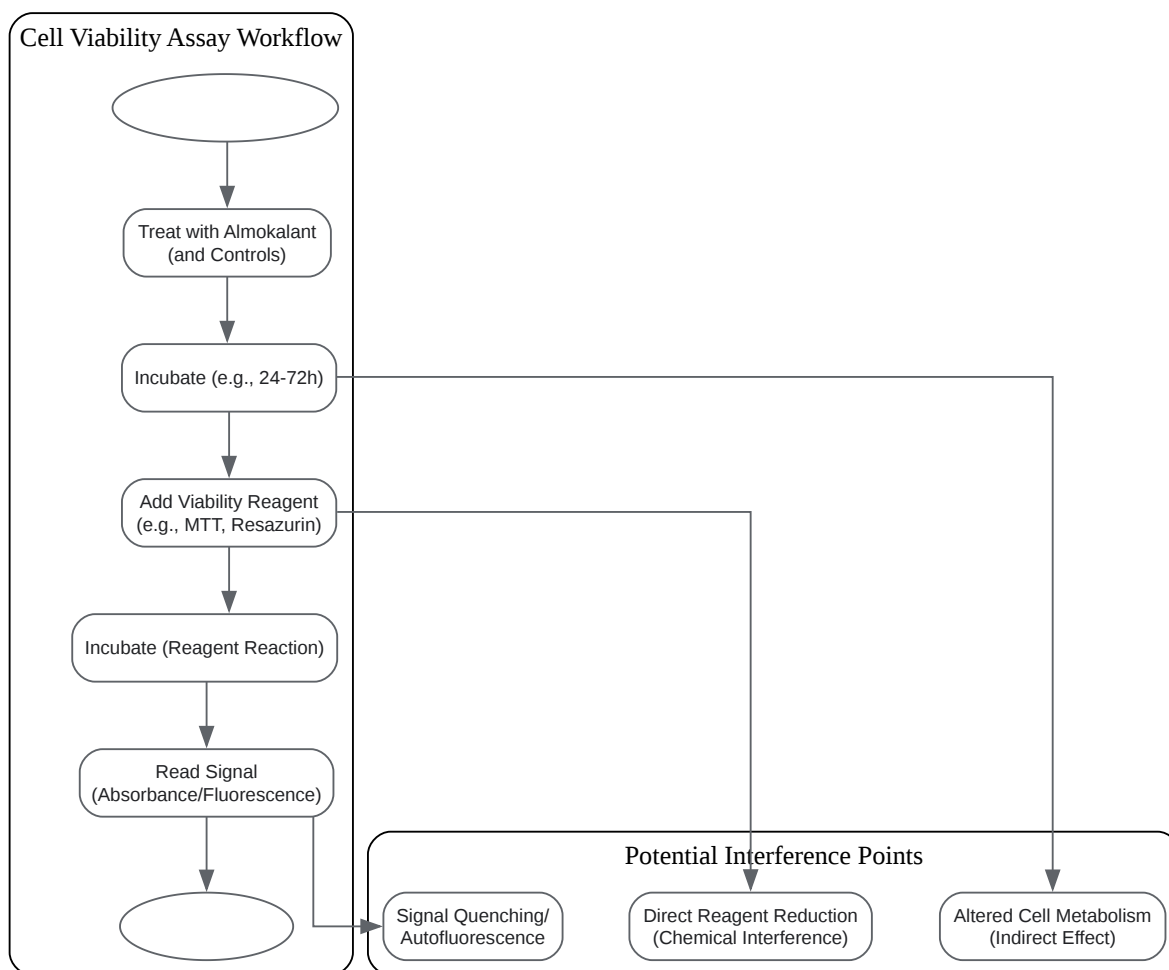 Cell Viability Assay Workflow
Treat with Almokalant
(and Controls)
Incubate (e.g., 24-72h)
Add Viability Reagent
(e.g., MTT, Resazurin)
Incubate (Reagent Reaction)
Read Signal
(Absorbance/Fluorescence)
Potential Interference Points
Signal Quenching/
Autofluorescence
Direct Reagent Reduction
(Chemical Interference)
Altered Cell Metabolism
(Indirect Effect)